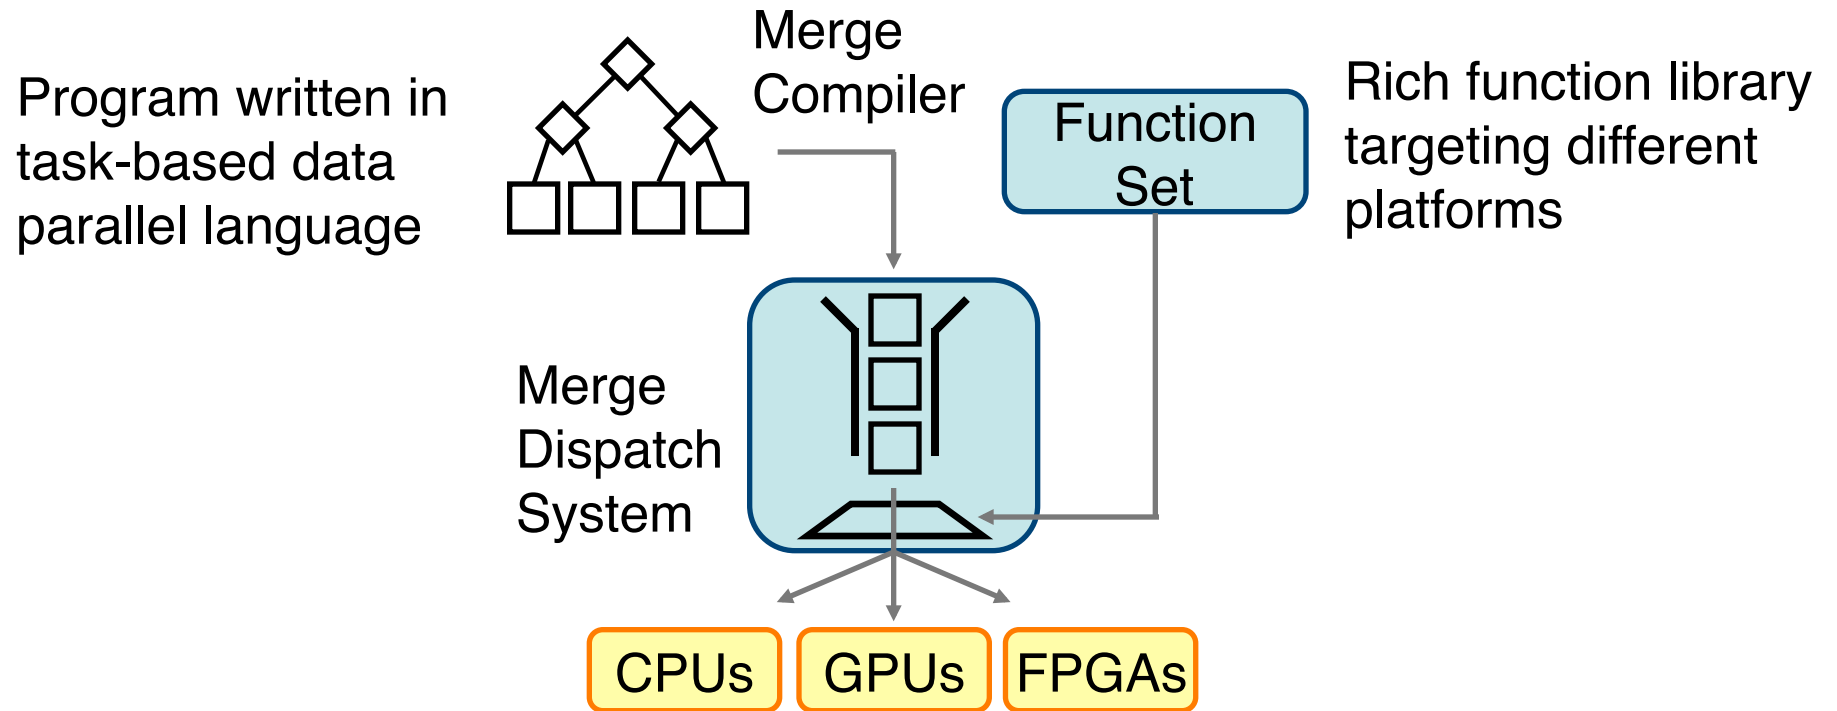 Program written in
task-based data
parallel language
Merge
Compiler
Function
Set
Rich function library
targeting different
platforms
Merge
Dispatch
System
CPUs
GPUs
FPGAs